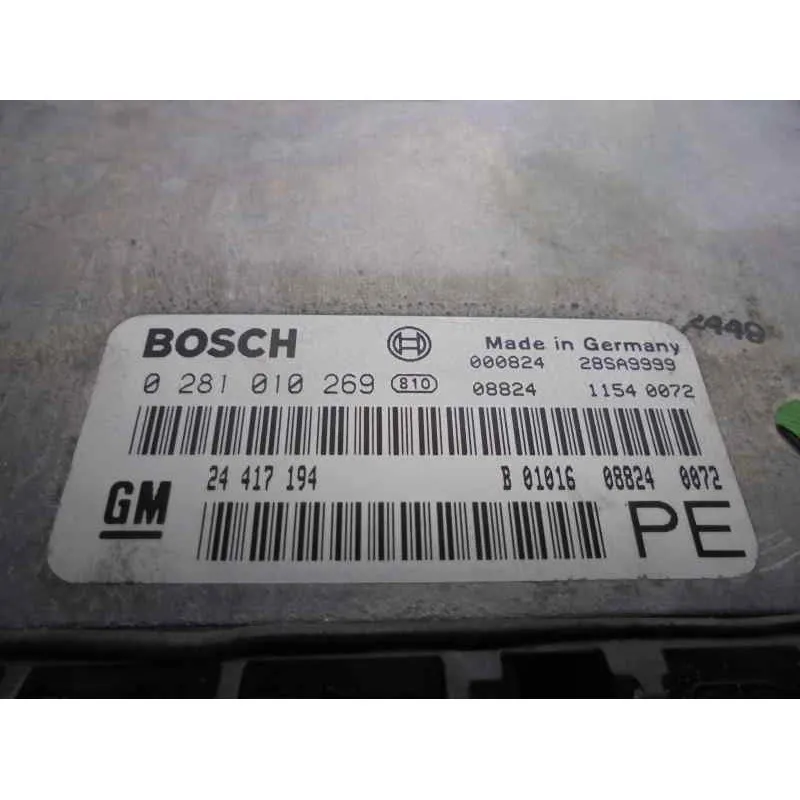 BOSCH Made in Germany
000824 28SA9999
0 281 010 269 810 08824 1154 0072
24 417 194 B 01016 08824 0072
GM PE